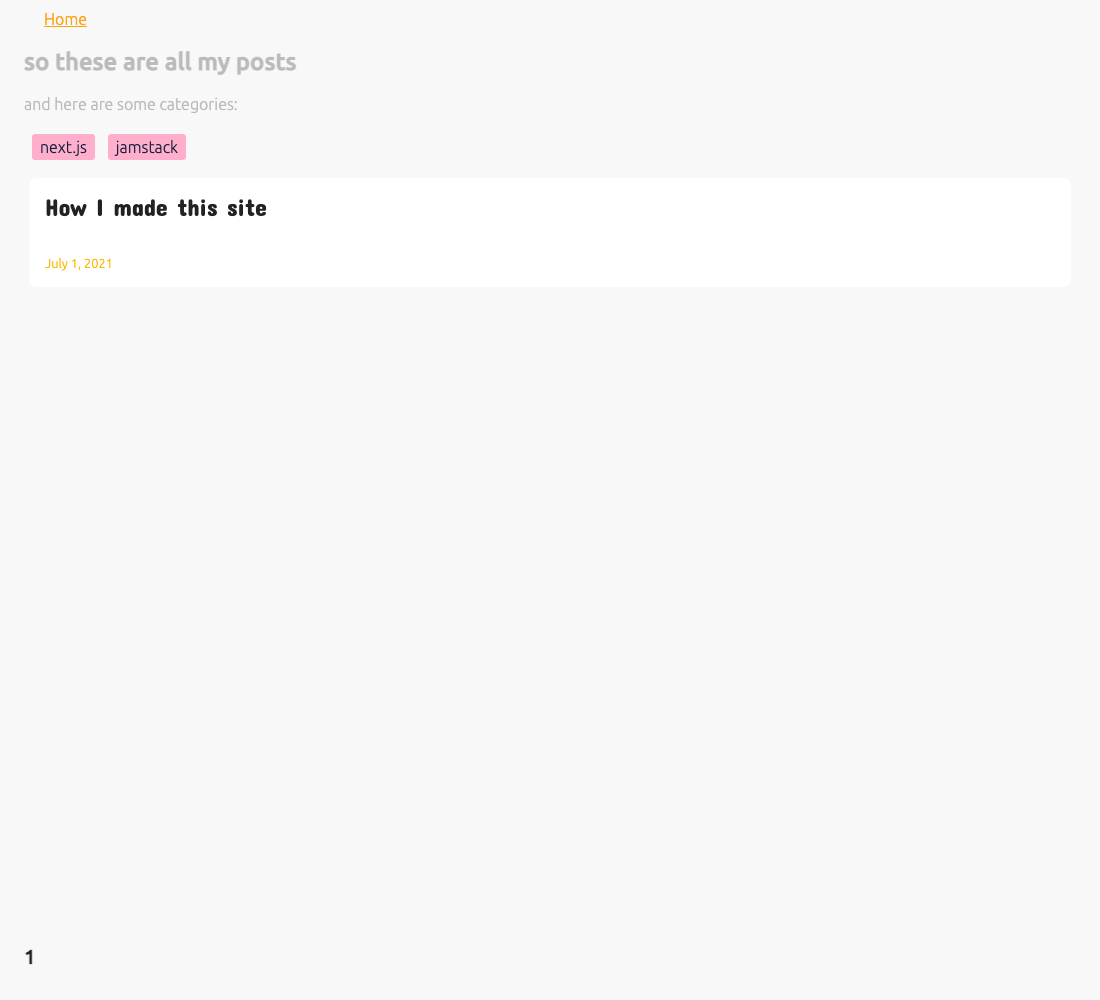 Home
so these are all my posts
and here are some categories:
next.js jamstack
How I made this site
July 1, 2021
1